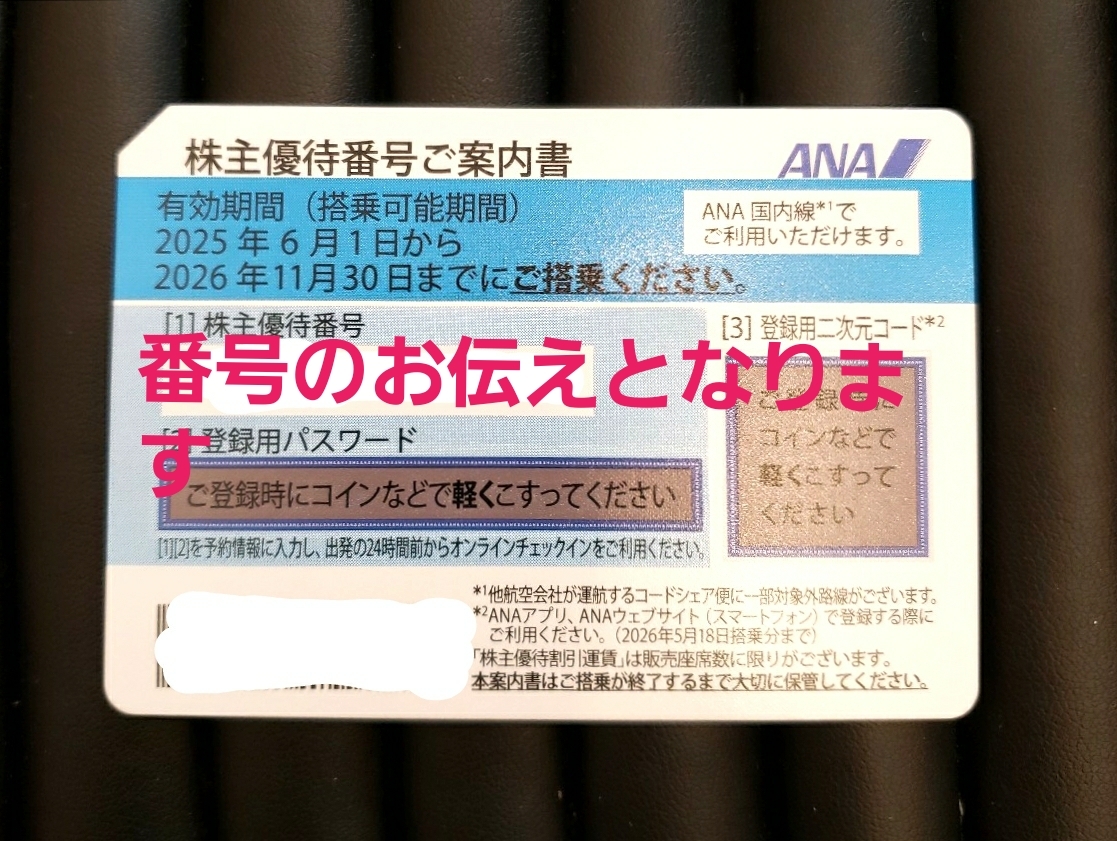 株主優待番号ご案内書
ANA
有効期間（搭乗可能期間）
2025年6月1日から
2026年11月30日までにご搭乗ください。
ANA国内線*1で
ご利用いただけます。
[1] 株主優待番号
番号のお伝えとなりま
す
登録用パスワード
ご登録時にコインなどで軽くこすってください
[1][2]を予約情報に入力し、出発の24時間前からオンラインチェックインをご利用ください。
[3] 登録用二次元コード*2
ご登録時に
コインなどで
軽くこすって
ください
*1他航空会社が運航するコードシェア便に一部対象外路線がございます。
*2ANAアプリ、ANAウェブサイト（スマートフォン）で登録する際に
ご利用ください。（2026年5月18日搭乗分まで）
「株主優待割引運賃」は販売座席数に限りがございます。
本案内書はご搭乗が終了するまで大切に保管してください。